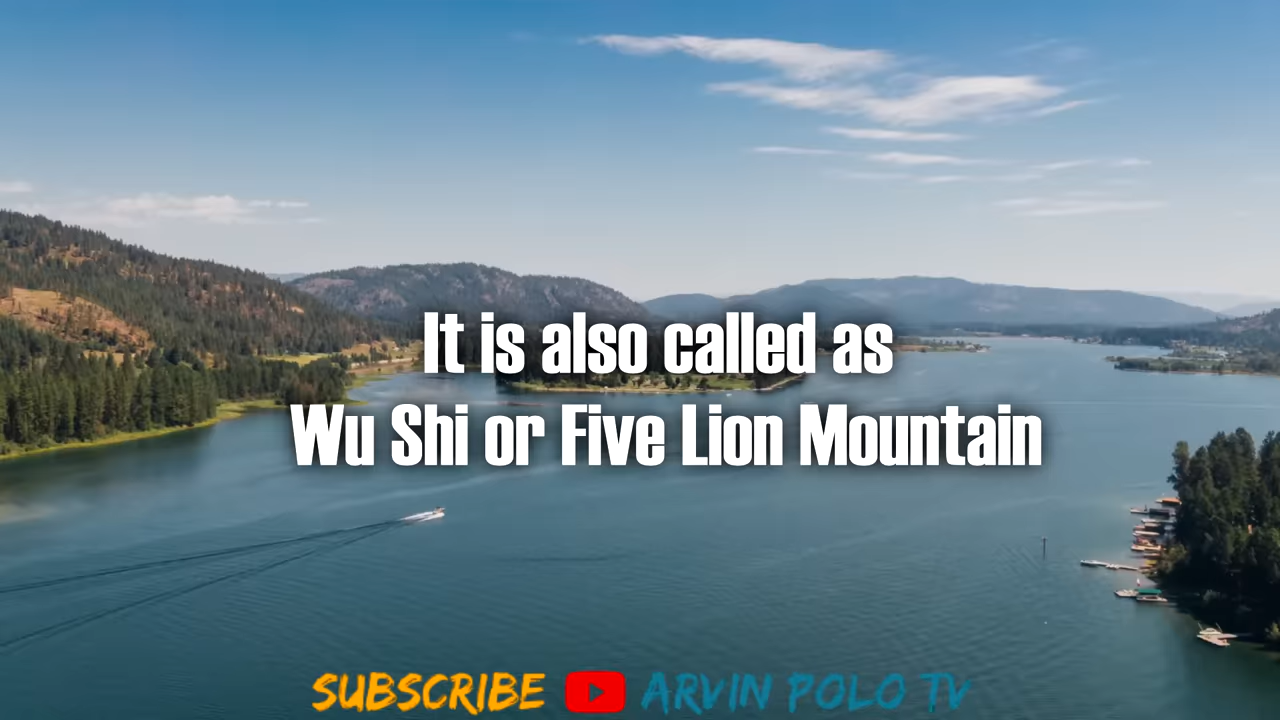 It is also called as
Wu Shi or Five Lion Mountain
SUBSCRIBE ARVIN POLO TV